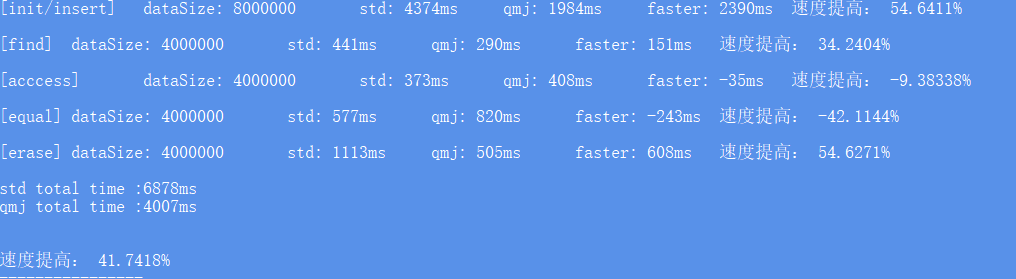 [init/insert] dataSize: 8000000 std: 4374ms qmj: 1984ms faster: 2390ms 速度提高： 54.6411%
[find] dataSize: 4000000 std: 441ms qmj: 290ms faster: 151ms 速度提高： 34.2404%
[acccess] dataSize: 4000000 std: 373ms qmj: 408ms faster: -35ms 速度提高： -9.38338%
[equal] dataSize: 4000000 std: 577ms qmj: 820ms faster: -243ms 速度提高： -42.1144%
[erase] dataSize: 4000000 std: 1113ms qmj: 505ms faster: 608ms 速度提高： 54.6271%
std total time :6878ms
qmj total time :4007ms
速度提高： 41.7418%
----------------